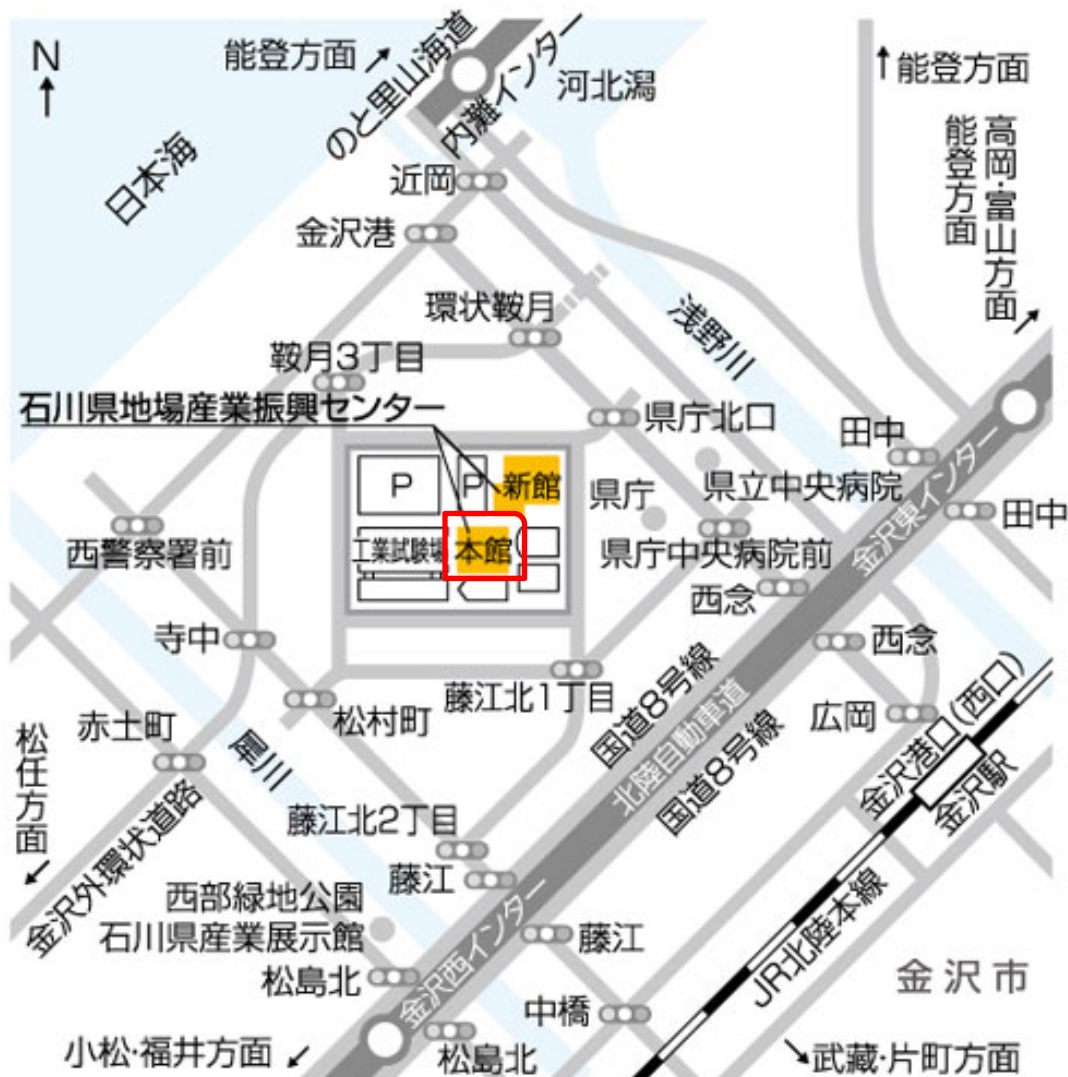 N
能登方面
のと里山海道
内灘インター
河北潟
能登方面
高岡・富山方面
能登方面
日本海
近岡
金沢港
環状鞍月
浅野川
鞍月3丁目
石川県地場産業振興センター
県庁北口
田中
P
P
新館
県庁
県立中央病院
金沢東インター
田中
西警察署前
工業試験場
本館
県庁中央病院前
西念
寺中
西念
藤江北1丁目
国道8号線
松村町
広岡
赤土町
北陸自動車道
国道8号線
金沢港口(西口)
金沢駅
松任方面
犀川
藤江北2丁目
金沢外環状道路
藤江
西部緑地公園
石川県産業展示館
藤江
金沢西インター
JR北陸本線
松島北
金沢市
中橋
小松・福井方面
松島北
武蔵・片町方面